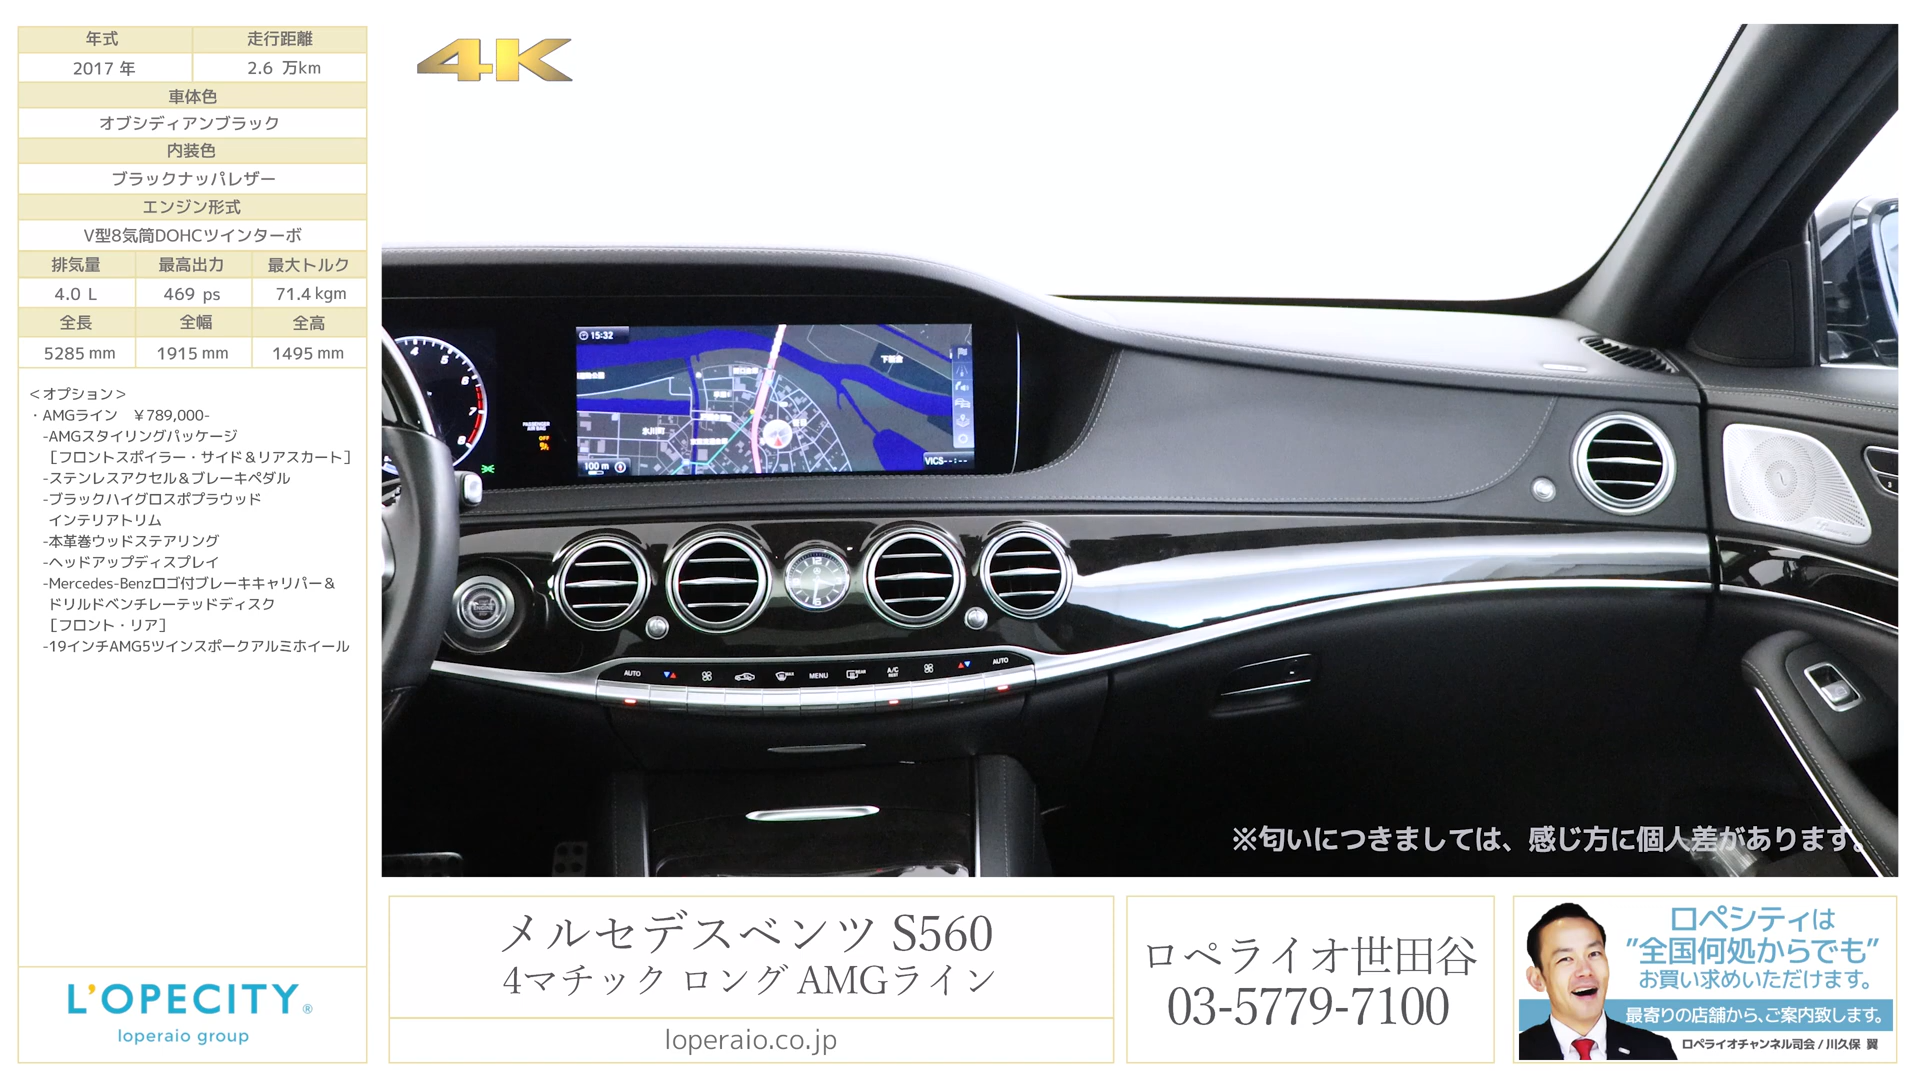 年式 走行距離
2017 年 2.6 万km
車体色
オブシディアンブラック
内装色
ブラックナッパレザー
エンジン形式
V型8気筒DOHCツインターボ
排気量 最高出力 最大トルク
4.0 L 469 ps 71.4 kgm
全長 全幅 全高
5285 mm 1915 mm 1495 mm
＜オプション＞
・AMGライン ￥789,000-
-AMGスタイリングパッケージ
［フロントスポイラー・サイド＆リアスカート］
-ステンレスアクセル＆ブレーキペダル
-ブラックハイグロスポプラウッド
インテリアトリム
-本革巻ウッドステアリング
-ヘッドアップディスプレイ
-Mercedes-Benzロゴ付ブレーキキャリパー＆
ドリルドベンチレーテッドディスク
［フロント・リア］
-19インチAMG5ツインスポークアルミホイール
L'OPECITY®
loperaio group
4K
15:32
4
5
6
7
8
PASSENGER
AIR BAG
OFF
100 m
VICS--:--
AUTO
MENU
A/C
REST
AUTO
※匂いにつきましては、感じ方に個人差があります。
メルセデスベンツ S560
4マチック ロング AMGライン
loperaio.co.jp
ロペライオ世田谷
03-5779-7100
ロペシティは
”全国何処からでも”
お買い求めいただけます。
最寄りの店舗から、ご案内致します。
ロペライオチャンネル司会 / 川久保 翼